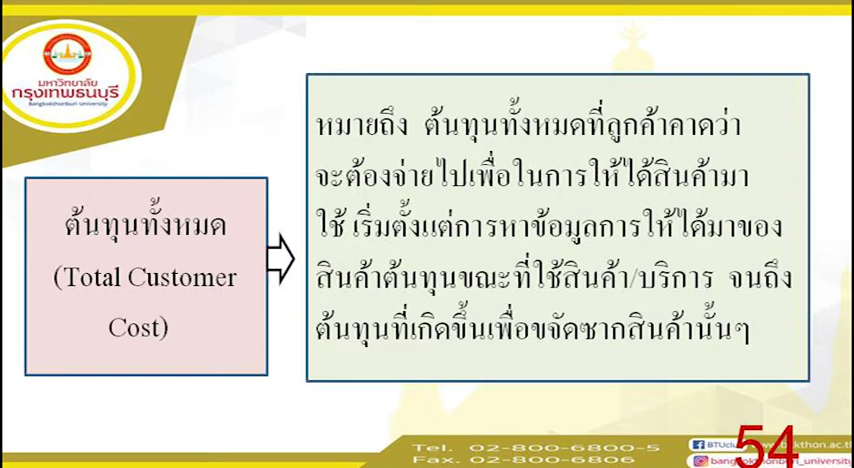 มหาวิทยาลัย
กรุงเทพธนบุรี
Bangkokthonburi University
ต้นทุนทั้งหมด
(Total Customer
Cost)
หมายถึง ต้นทุนทั้งหมดที่ลูกค้าคาดว่า
จะต้องจ่ายไปเพื่อในการให้ได้สินค้ามา
ใช้ เริ่มตั้งแต่การหาข้อมูลการให้ได้มาของ
สินค้าต้นทุนขณะที่ใช้สินค้า/บริการ จนถึง
ต้นทุนที่เกิดขึ้นเพื่อขจัดซากสินค้านั้นๆ
Tel. 02-800-6800-5
Fax. 02-800-6806
54